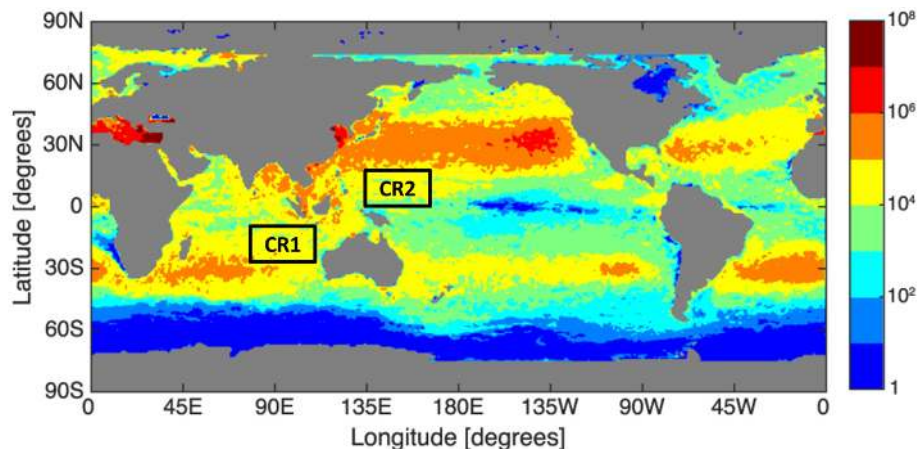 90N
60N
30N
0
30S
60S
90S
Latitude [degrees]
CR2
CR1
0
45E
90E
135E
180E
135W
90W
45W
0
Longitude [degrees]
10⁸
10⁶
10⁴
10²
1